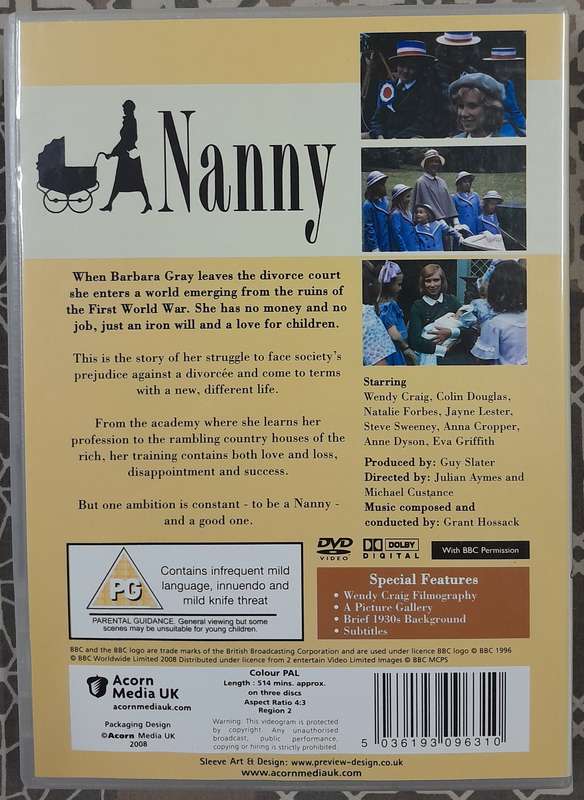 Nanny
When Barbara Gray leaves the divorce court
she enters a world emerging from the ruins of
the First World War. She has no money and no
job, just an iron will and a love for children.
This is the story of her struggle to face society's
prejudice against a divorcée and come to terms
with a new, different life.
From the academy where she learns her
profession to the rambling country houses of the
rich, her training contains both love and loss,
disappointment and success.
But one ambition is constant - to be a Nanny -
and a good one.
Starring
Wendy Craig, Colin Douglas,
Natalie Forbes, Jayne Lester,
Steve Sweeney, Anna Cropper,
Anne Dyson, Eva Griffith
Produced by: Guy Slater
Directed by: Julian Aymes and
Michael Custance
Music composed and
conducted by: Grant Hossack
PG
Contains infrequent mild
language, innuendo and
mild knife threat
PARENTAL GUIDANCE. General viewing but some
scenes may be unsuitable for young children.
DVD
VIDEO
DOLBY
DIGITAL
With BBC Permission
Special Features
• Wendy Craig Filmography
• A Picture Gallery
• Brief 1930s Background
• Subtitles
BBC and the BBC logo are trade marks of the British Broadcasting Corporation and are used under licence BBC logo © BBC 1996
© BBC Worldwide Limited 2008 Distributed under licence from 2 entertain Video Limited Images © BBC MCPS
Acorn
Media UK
acornmediauk.com
Packaging Design
©Acorn Media UK
2008
Colour PAL
Length : 514 mins. approx.
on three discs
Aspect Ratio 4:3
Region 2
Warning: This videogram is protected
by copyright. Any unauthorised
broadcast, public performance,
copying or hiring is strictly prohibited.
5 036193 096310
Sleeve Art & Design: www.preview-design.co.uk
www.acornmediauk.com